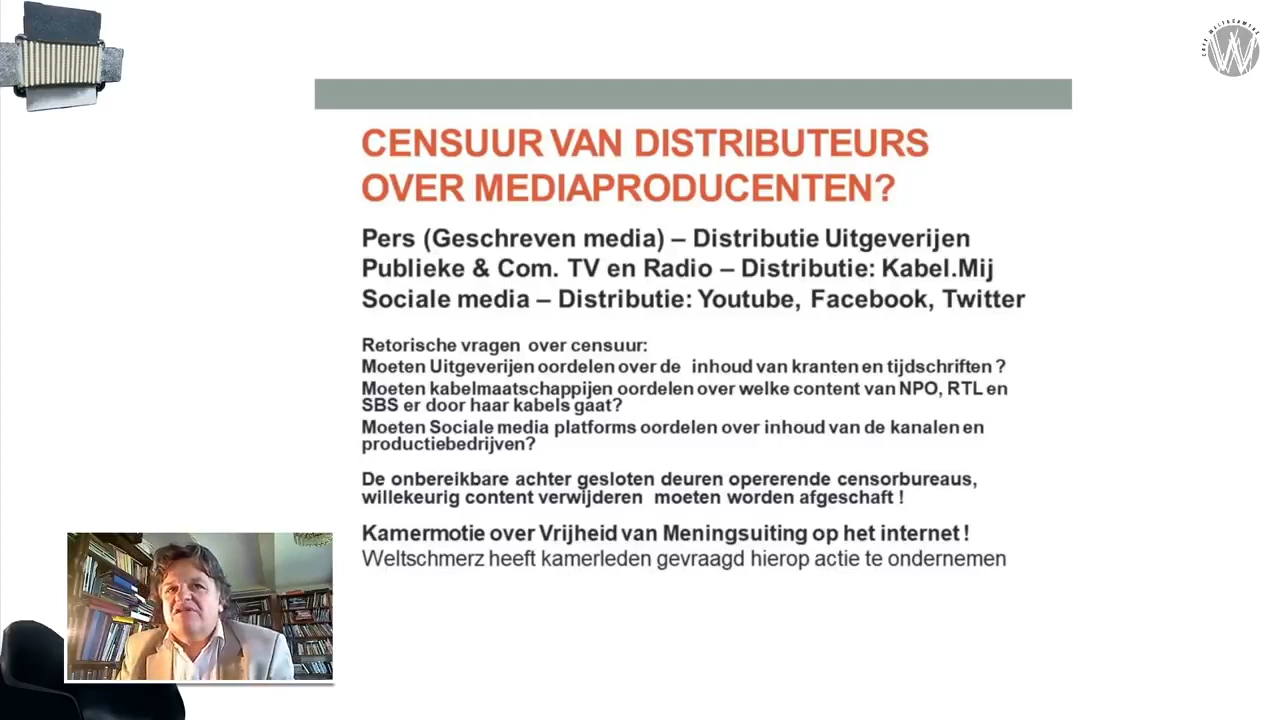 CAFE WELTSCHMERZ
CENSUUR VAN DISTRIBUTEURS
OVER MEDIAPRODUCENTEN?
Pers (Geschreven media) – Distributie Uitgeverijen
Publieke & Com. TV en Radio – Distributie: Kabel.Mij
Sociale media – Distributie: Youtube, Facebook, Twitter
Retorische vragen over censuur:
Moeten Uitgeverijen oordelen over de inhoud van kranten en tijdschriften ?
Moeten kabelmaatschappijen oordelen over welke content van NPO, RTL en
SBS er door haar kabels gaat?
Moeten Sociale media platforms oordelen over inhoud van de kanalen en
productiebedrijven?
De onbereikbare achter gesloten deuren opererende censorbureaus,
willekeurig content verwijderen moeten worden afgeschaft !
Kamermotie over Vrijheid van Meningsuiting op het internet !
Weltschmerz heeft kamerleden gevraagd hierop actie te ondernemen